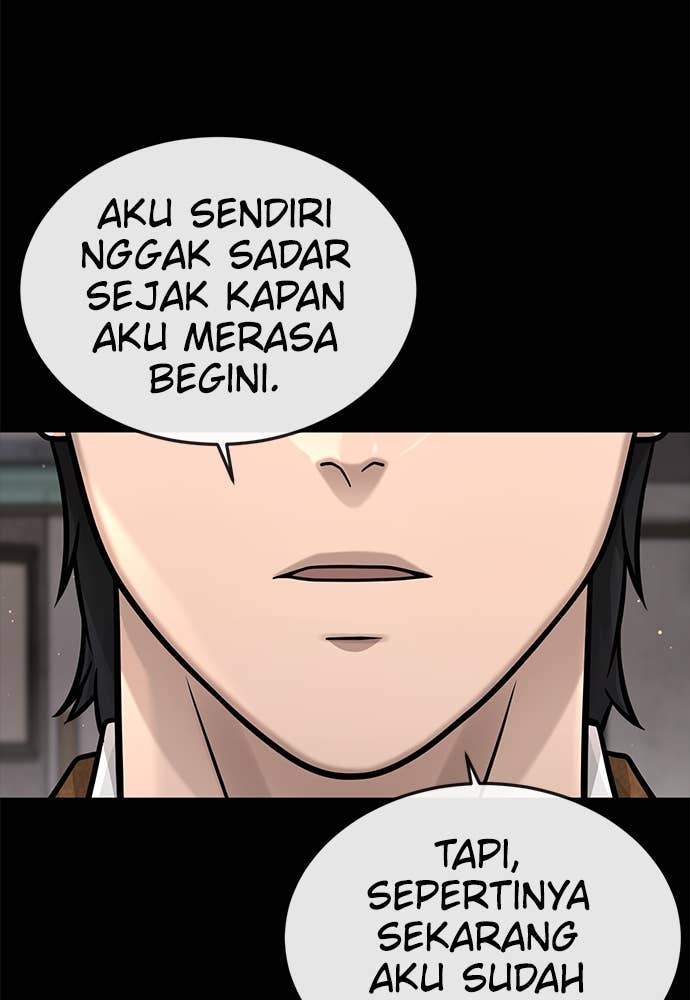 AKU SENDIRI
NGGAK SADAR
SEJAK KAPAN
AKU MERASA
BEGINI.
TAPI,
SEPERTINYA
SEKARANG
AKU SUDAH